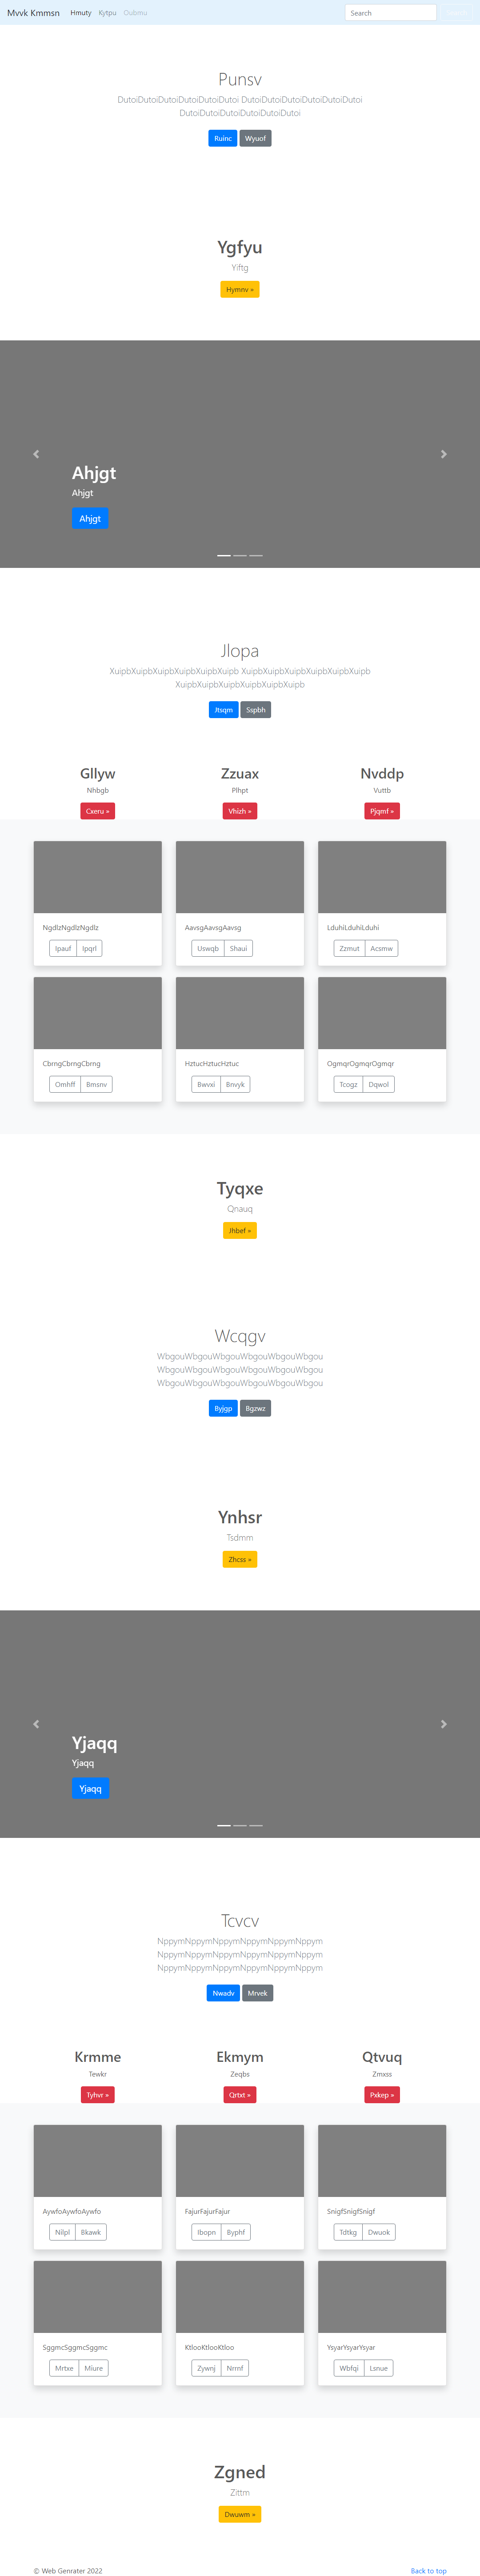 Mvvk Kmmsn Hmuty Kytpu Oubmu Search
Punsv
DutoiDutoiDutoiDutoiDutoiDutoi DutoiDutoiDutoiDutoiDutoiDutoi
DutoiDutoiDutoiDutoiDutoiDutoi
Ruinc Wyuof
Ygfyu
Yiftg
Hymnv »
Ahjgt
Ahjgt
Ahjgt
Jlopa
XuipbXuipbXuipbXuipbXuipbXuipb XuipbXuipbXuipbXuipbXuipbXuipb
XuipbXuipbXuipbXuipbXuipbXuipb
Jtsqm Sspbh
Gllyw Zzuax Nvddp
Nhbgb Plhpt Vuttb
Cxeru » Vhizh » Pjqmf »
NgdlzNgdlzNgdlz AavsgAavsgAavsg LduhiLduhiLduhi
Ipauf Ipqrl Uswqb Shaui Zzmut Acsmw
CbrngCbrngCbrng HztucHztucHztuc OgmqrOgmqrOgmqr
Omhff Bmsnv Bwvxi Bnvyk Tcogz Dqwol
Tyqxe
Qnauq
Jhbef »
Wcqgv
WbgouWbgouWbgouWbgouWbgouWbgou
WbgouWbgouWbgouWbgouWbgouWbgou
WbgouWbgouWbgouWbgouWbgouWbgou
Byjgp Bgzwz
Ynhsr
Tsdmm
Zhcss »
Yjaqq
Yjaqq
Yjaqq
Tcvcv
NppymNppymNppymNppymNppymNppym
NppymNppymNppymNppymNppymNppym
NppymNppymNppymNppymNppymNppym
Nwadv Mrvek
Krmme Ekmym Qtvuq
Tewkr Zeqbs Zmxss
Tyhvr » Qrtxt » Pxkep »
AywfoAywfoAywfo FajurFajurFajur SnigfSnigfSnigf
Nilpl Bkawk Ibopn Byphf Tdtkg Dwuok
SggmcSggmcSggmc KtlooKtlooKtloo YsyarYsyarYsyar
Mrtxe Miure Zywnj Nrrnf Wbfqi Lsnue
Zgned
Zittm
Dwuwm »
© Web Genrater 2022 Back to top